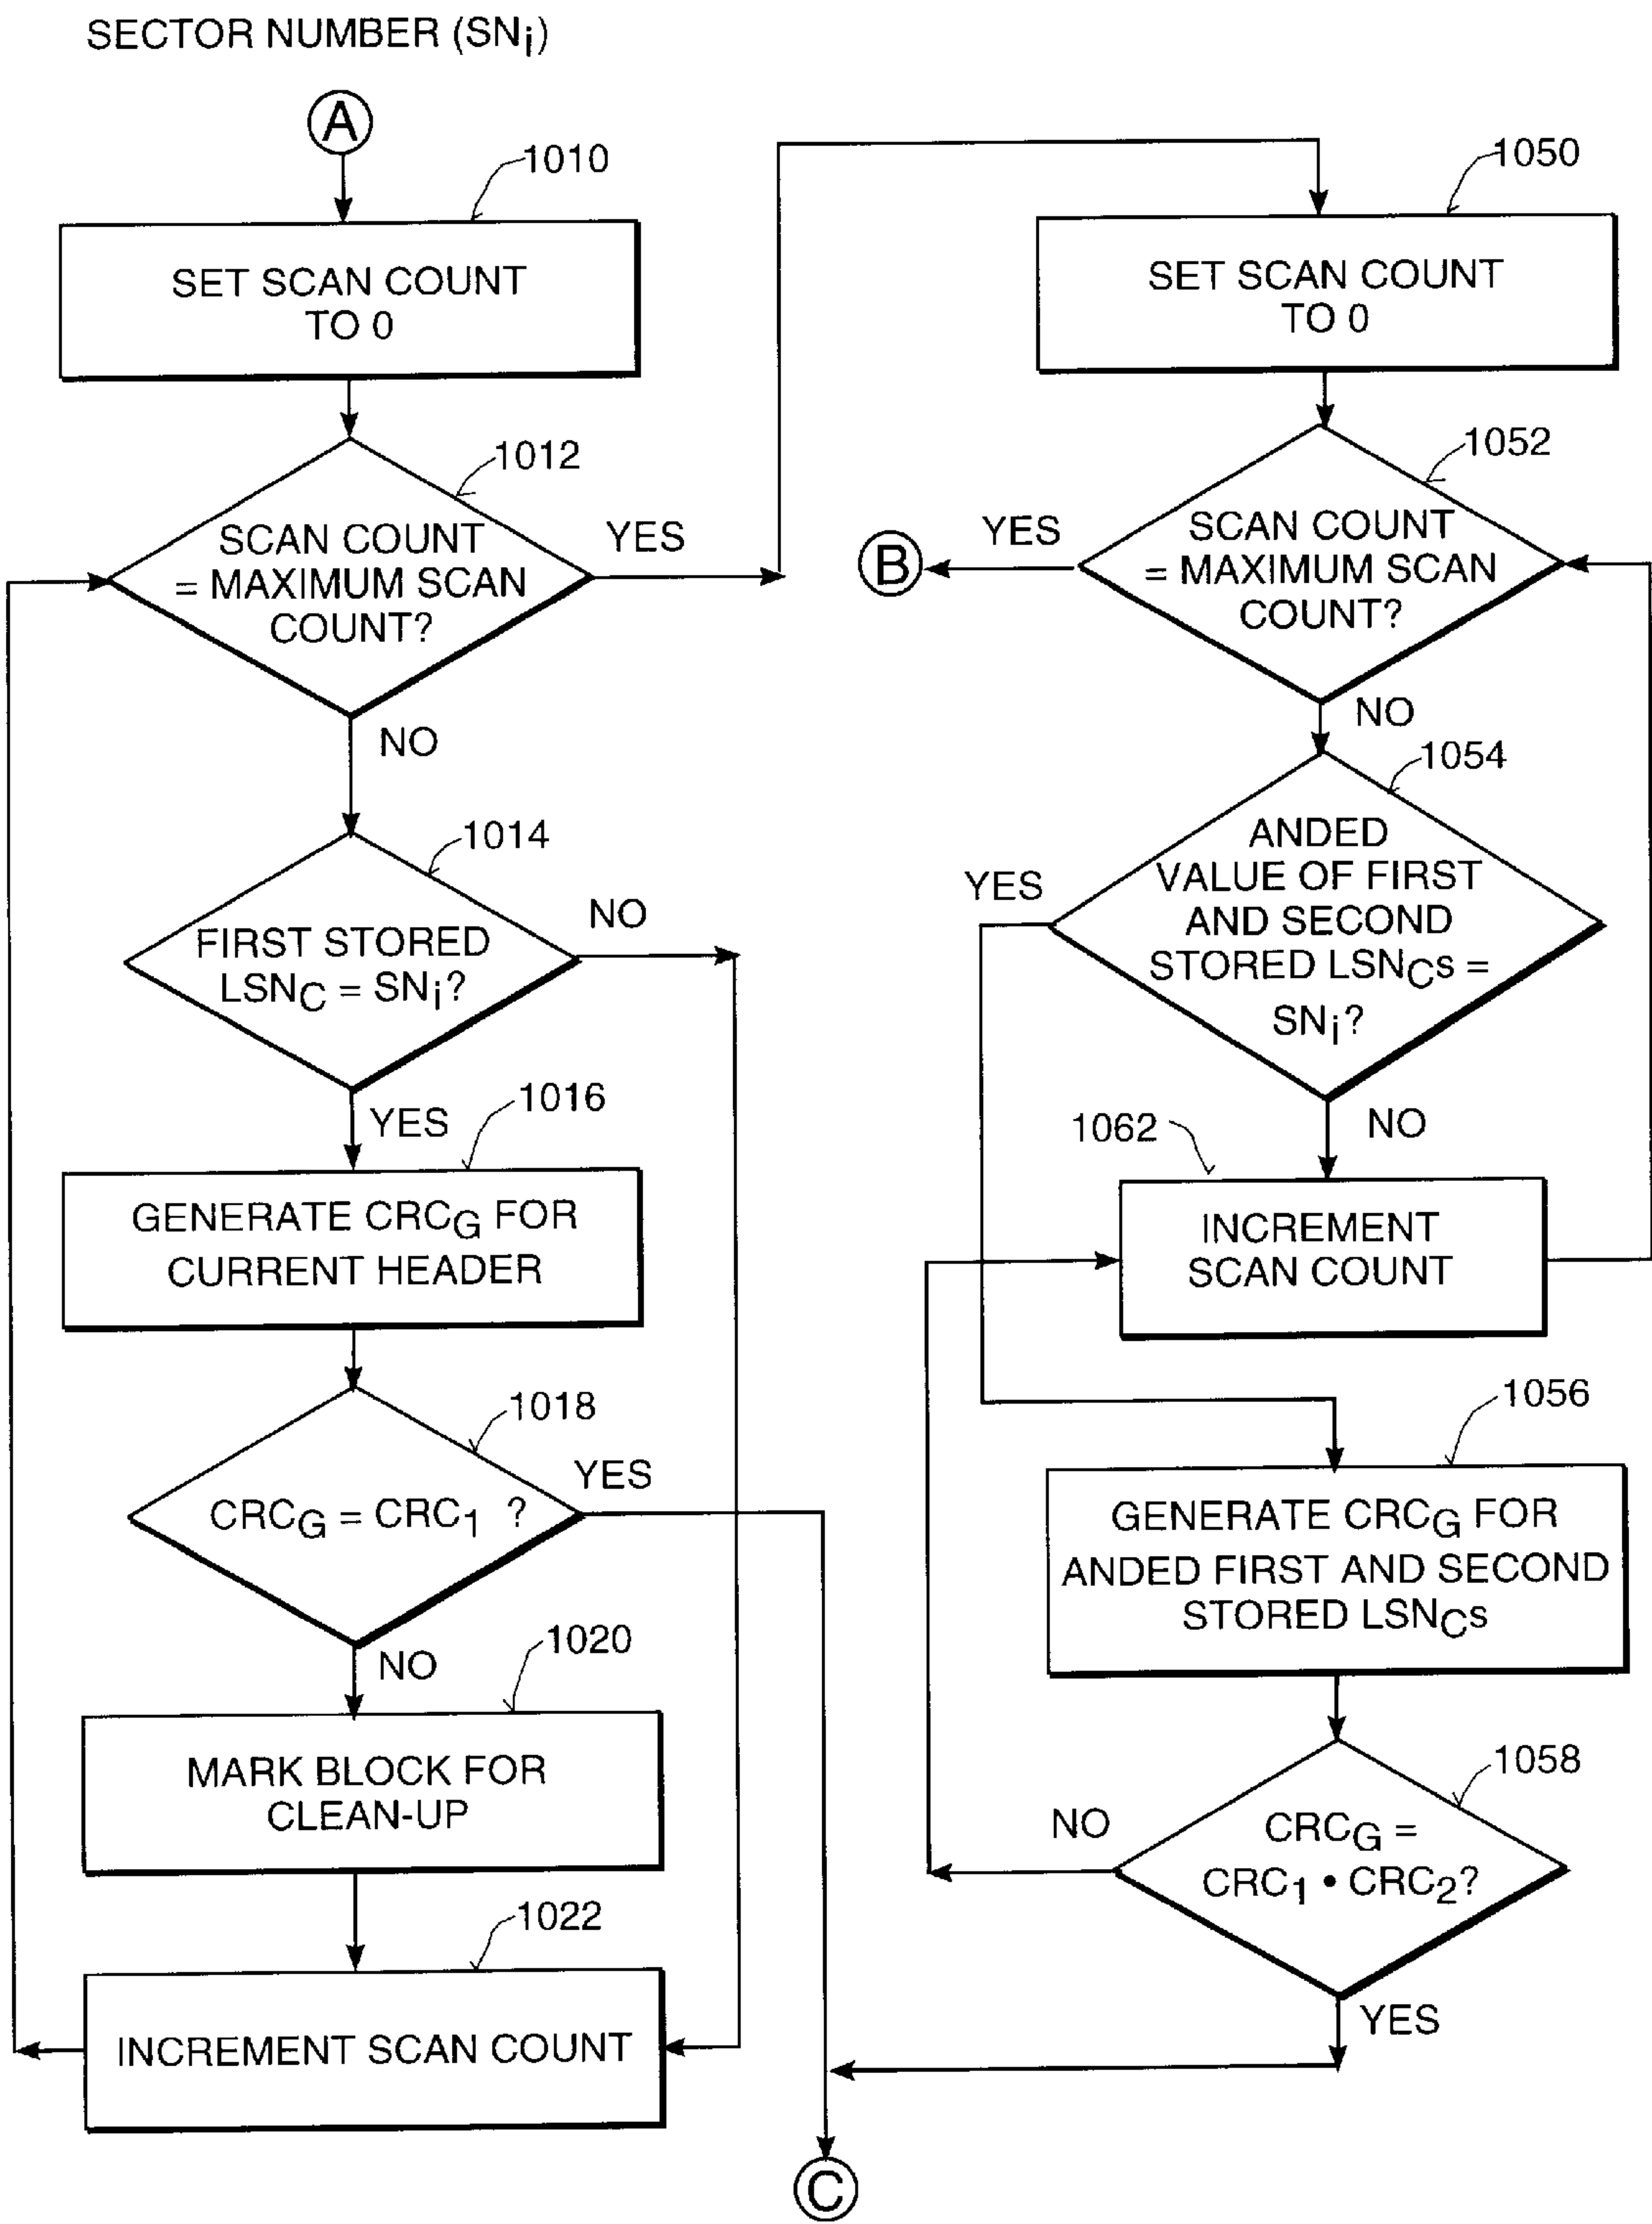 SECTOR NUMBER (SNi)
A
1010
SET SCAN COUNT
TO 0
1012
SCAN COUNT
= MAXIMUM SCAN
COUNT?
YES
NO
1014
FIRST STORED
LSNC = SNi?
NO
YES
1016
GENERATE CRCG FOR
CURRENT HEADER
1018
CRCG = CRC1 ?
YES
NO
1020
MARK BLOCK FOR
CLEAN-UP
1022
INCREMENT SCAN COUNT
1050
SET SCAN COUNT
TO 0
1052
SCAN COUNT
= MAXIMUM SCAN
COUNT?
YES
B
NO
1054
ANDED
VALUE OF FIRST
AND SECOND
STORED LSNCs =
SNi?
YES
NO
1062
INCREMENT
SCAN COUNT
1056
GENERATE CRCG FOR
ANDED FIRST AND SECOND
STORED LSNCs
1058
CRCG =
CRC1 • CRC2?
NO
YES
C